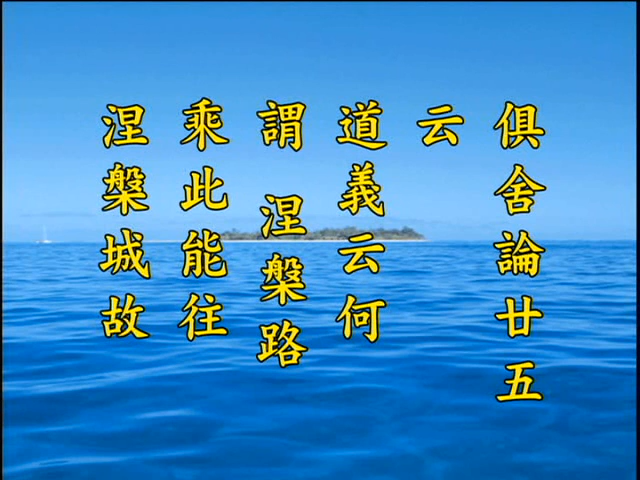 俱舍論廿五
云
道義云何
謂 涅槃路
乘此能往
涅槃城故